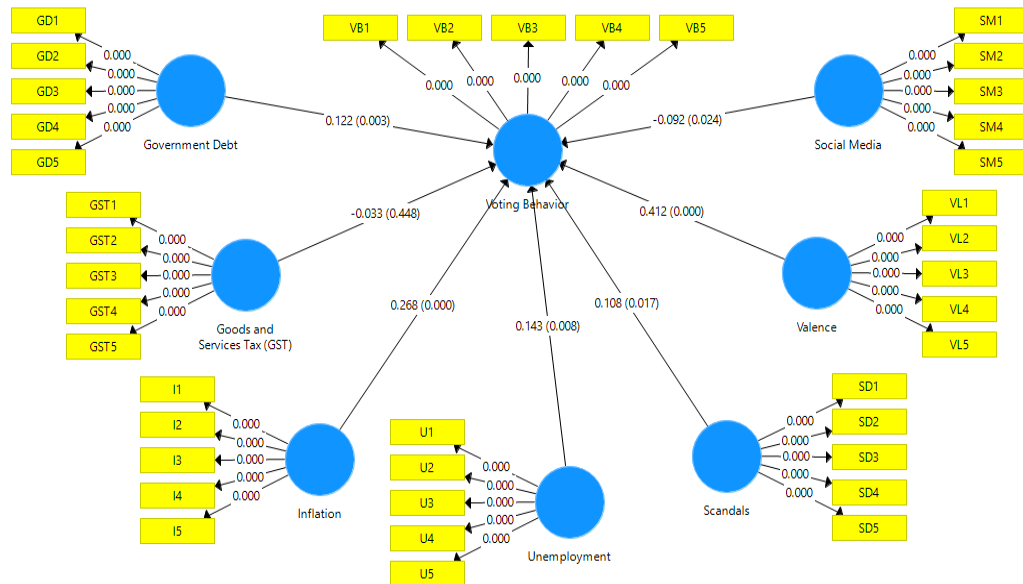 GD1
GD2
GD3
GD4
GD5
0.000
0.000
0.000
0.000
0.000
Government Debt
VB1
VB2
VB3
VB4
VB5
0.000
0.000
0.000
0.000
0.000
Voting Behavior
SM1
SM2
SM3
SM4
SM5
0.000
0.000
0.000
0.000
0.000
Social Media
0.122 (0.003)
-0.092 (0.024)
GST1
GST2
GST3
GST4
GST5
0.000
0.000
0.000
0.000
0.000
Goods and
Services Tax (GST)
-0.033 (0.448)
0.412 (0.000)
VL1
VL2
VL3
VL4
VL5
0.000
0.000
0.000
0.000
0.000
Valence
0.268 (0.000)
0.143 (0.008)
0.108 (0.017)
I1
I2
I3
I4
I5
0.000
0.000
0.000
0.000
0.000
Inflation
U1
U2
U3
U4
U5
0.000
0.000
0.000
0.000
0.000
Unemployment
SD1
SD2
SD3
SD4
SD5
0.000
0.000
0.000
0.000
0.000
Scandals